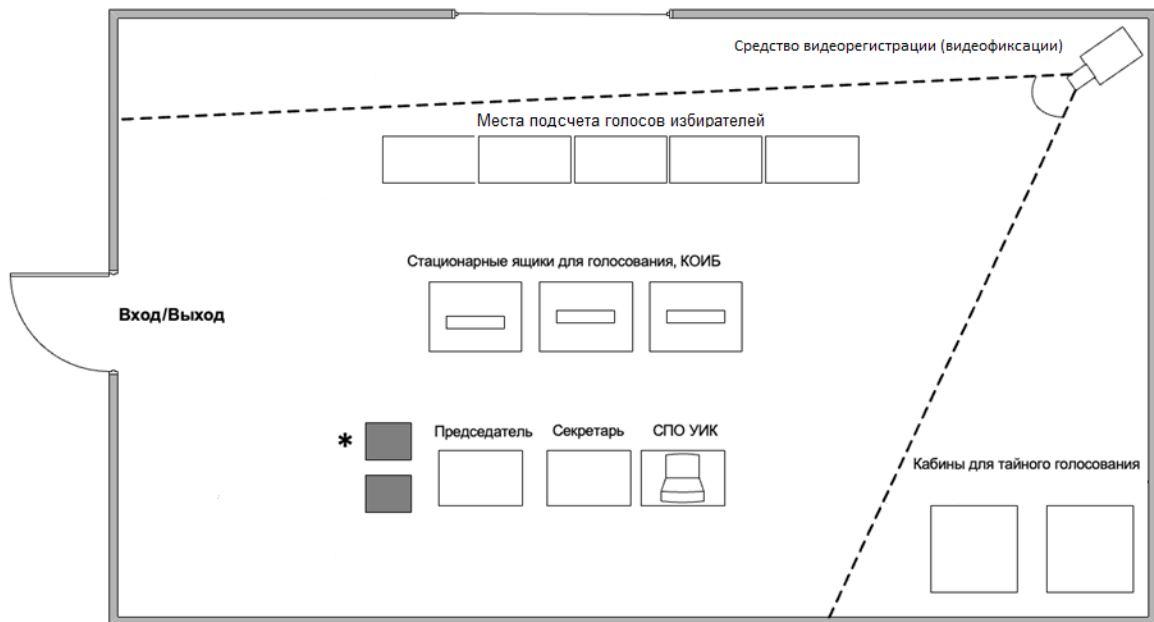 Средство видеорегистрации (видеофиксации)
Места подсчета голосов избирателей
Стационарные ящики для голосования, КОИБ
Вход/Выход
*
Председатель
Секретарь
СПО УИК
Кабины для тайного голосования